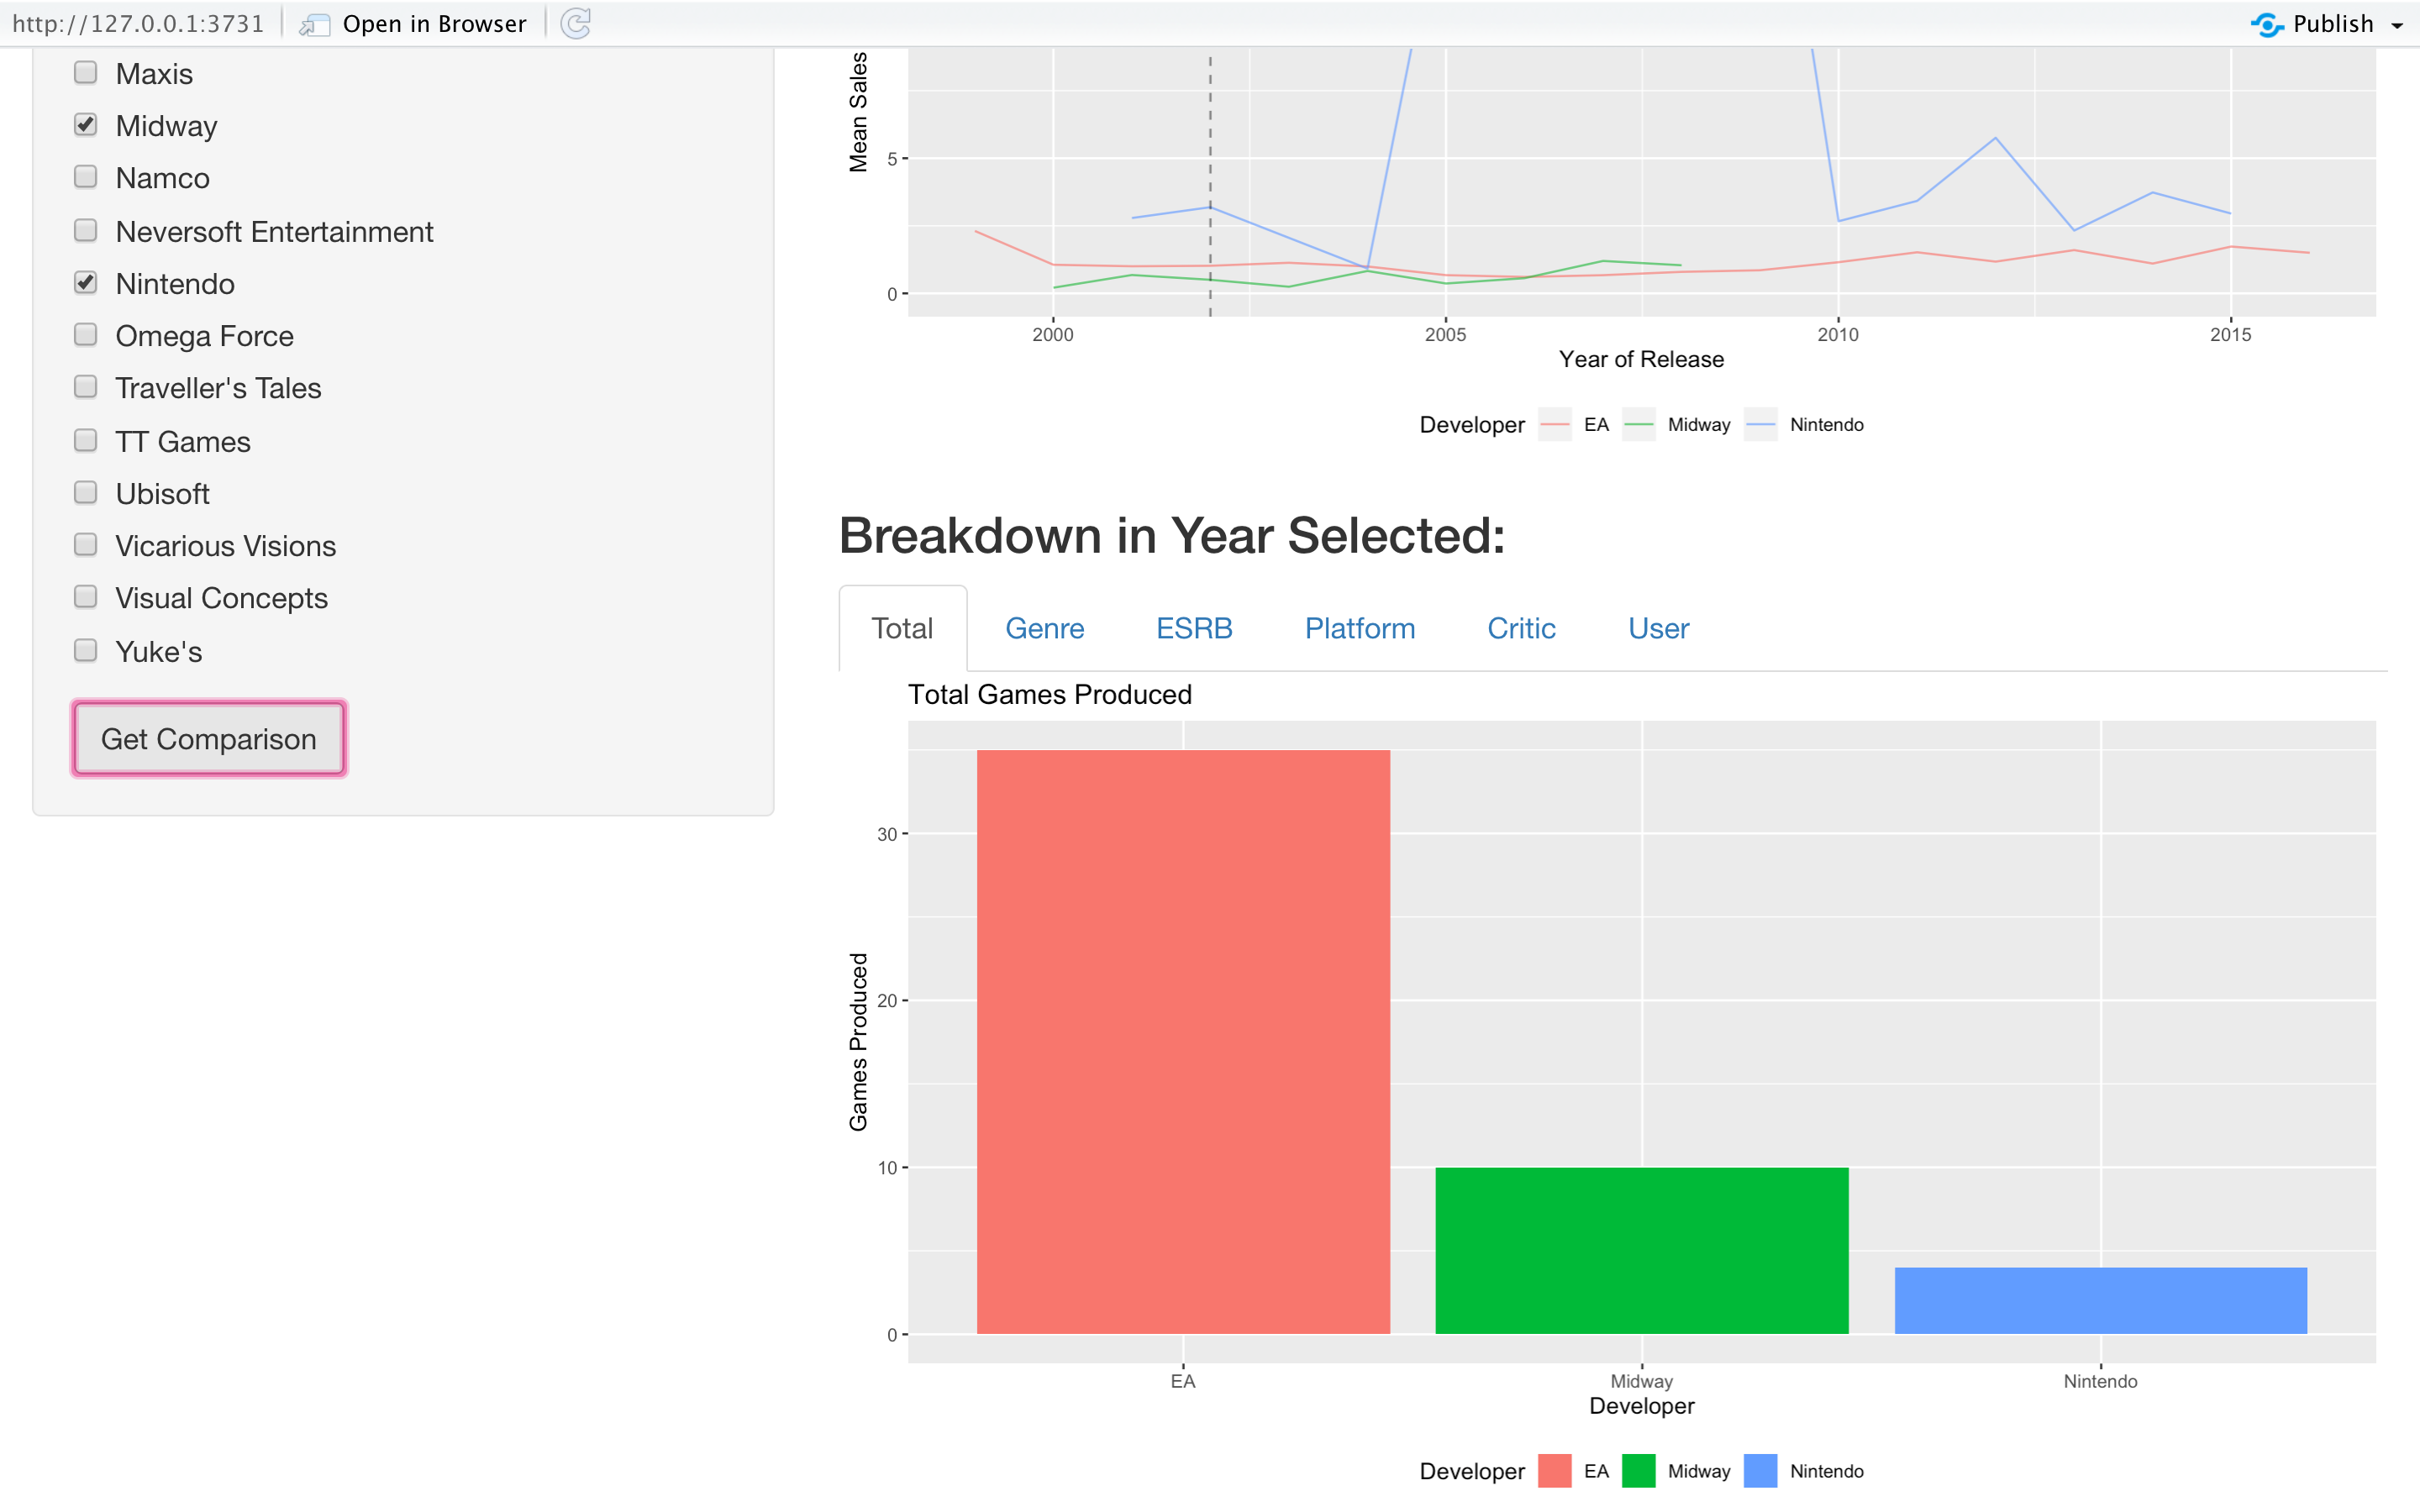 http://127.0.0.1:3731 Open in Browser Publish
Maxis
Midway
Namco
Neversoft Entertainment
Nintendo
Omega Force
Traveller's Tales
TT Games
Ubisoft
Vicarious Visions
Visual Concepts
Yuke's
Get Comparison
Mean Sales
5
0
2000 2005 2010 2015
Year of Release
Developer EA Midway Nintendo
Breakdown in Year Selected:
Total Genre ESRB Platform Critic User
Total Games Produced
Games Produced
30
20
10
0
EA Midway Nintendo
Developer
Developer EA Midway Nintendo